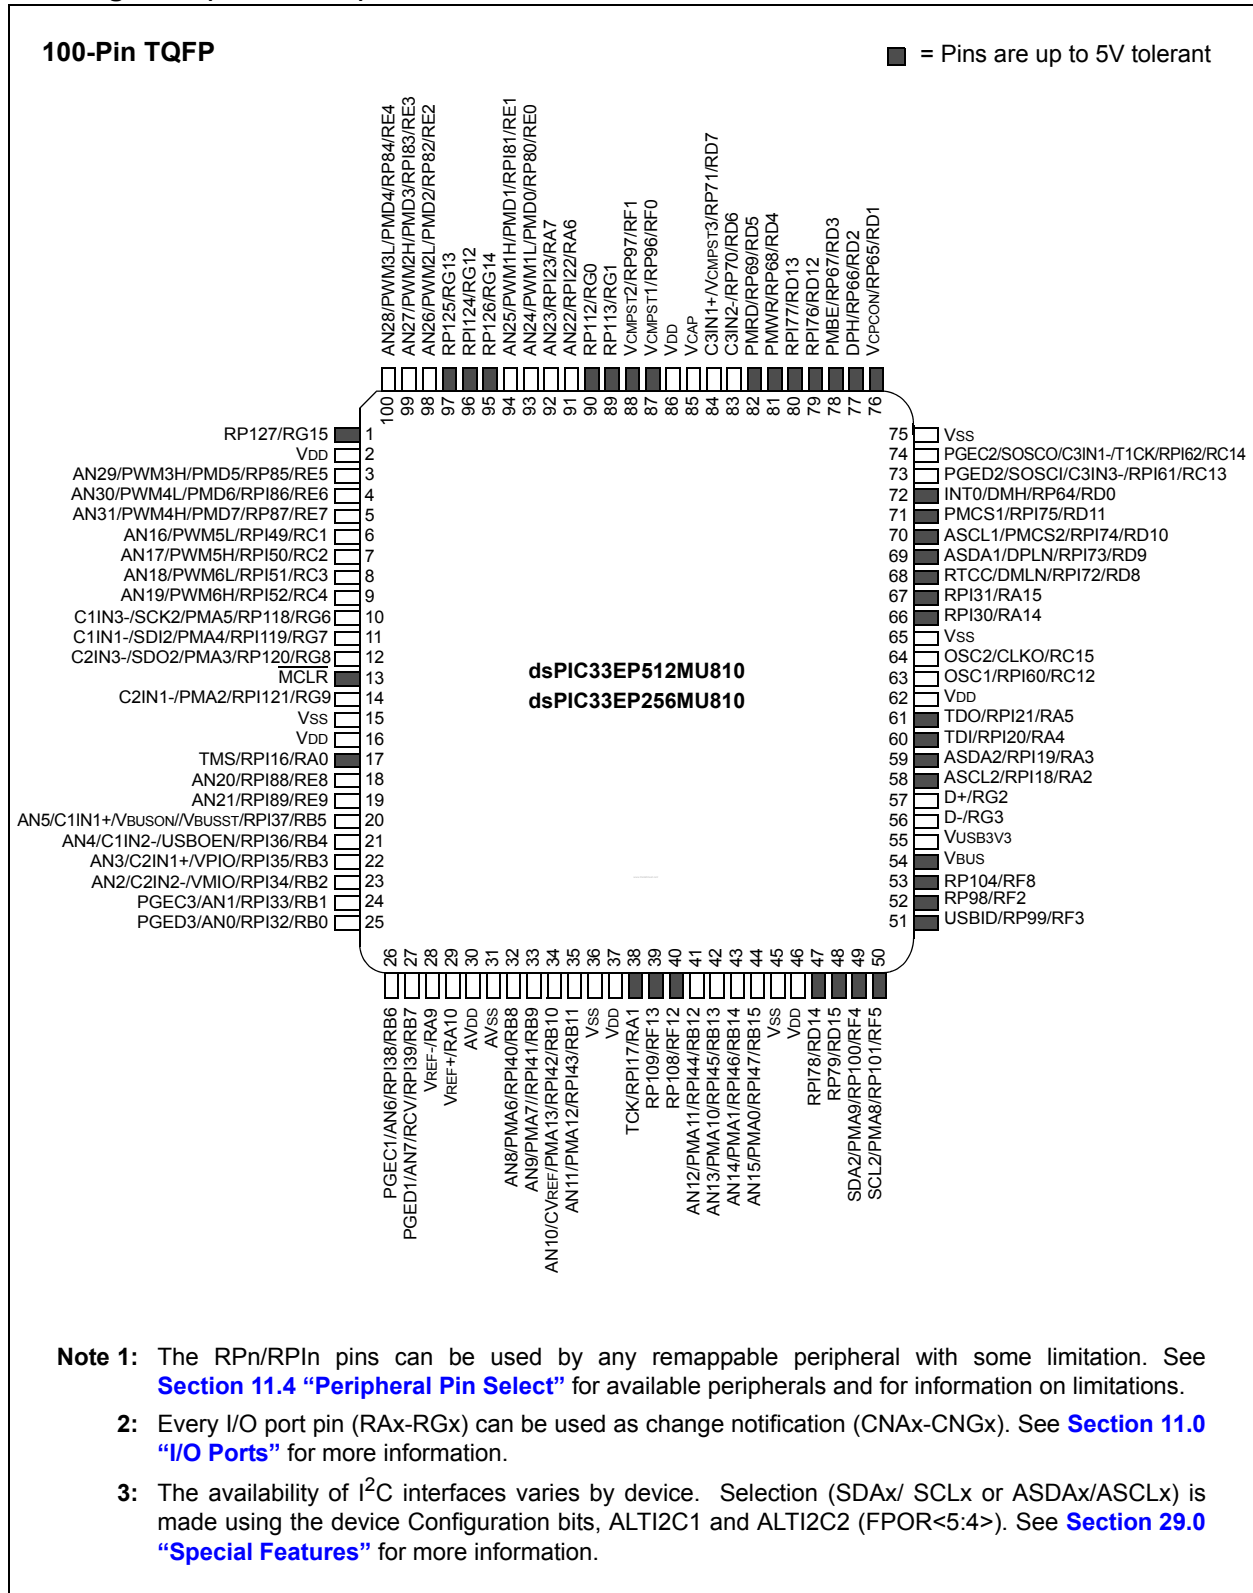 100-Pin TQFP
= Pins are up to 5V tolerant
AN28/PWM3L/PMD4/RP84/RE4
AN27/PWM2H/PMD3/RPI83/RE3
AN26/PWM2L/PMD2/RP82/RE2
RP125/RG13
RPI124/RG12
RP126/RG14
AN25/PWM1H/PMD1/RPI81/RE1
AN24/PWM1L/PMD0/RP80/RE0
AN23/RPI23/RA7
AN22/RPI22/RA6
RP112/RG0
RP113/RG1
VCMPST2/RP97/RF1
VCMPST1/RP96/RF0
VDD
VCAP
C3IN1+/VCMPST3/RP71/RD7
C3IN2-/RP70/RD6
PMRD/RP69/RD5
PMWR/RP68/RD4
RPI77/RD13
RPI76/RD12
PMBE/RP67/RD3
DPH/RP66/RD2
VCPCON/RP65/RD1
100 99 98 97 96 95 94 93 92 91 90 89 88 87 86 85 84 83 82 81 80 79 78 77 76
RP127/RG15 1
VDD 2
AN29/PWM3H/PMD5/RP85/RE5 3
AN30/PWM4L/PMD6/RPI86/RE6 4
AN31/PWM4H/PMD7/RP87/RE7 5
AN16/PWM5L/RPI49/RC1 6
AN17/PWM5H/RPI50/RC2 7
AN18/PWM6L/RPI51/RC3 8
AN19/PWM6H/RPI52/RC4 9
C1IN3-/SCK2/PMA5/RP118/RG6 10
C1IN1-/SDI2/PMA4/RPI119/RG7 11
C2IN3-/SDO2/PMA3/RP120/RG8 12
MCLR 13
C2IN1-/PMA2/RPI121/RG9 14
VSS 15
VDD 16
TMS/RPI16/RA0 17
AN20/RPI88/RE8 18
AN21/RPI89/RE9 19
AN5/C1IN1+/VBUSON//VBUSST/RPI37/RB5 20
AN4/C1IN2-/USBOEN/RPI36/RB4 21
AN3/C2IN1+/VPIO/RPI35/RB3 22
AN2/C2IN2-/VMIO/RPI34/RB2 23
PGEC3/AN1/RPI33/RB1 24
PGED3/AN0/RPI32/RB0 25
dsPIC33EP512MU810
dsPIC33EP256MU810
75 VSS
74 PGEC2/SOSCO/C3IN1-/T1CK/RPI62/RC14
73 PGED2/SOSCI/C3IN3-/RPI61/RC13
72 INT0/DMH/RP64/RD0
71 PMCS1/RPI75/RD11
70 ASCL1/PMCS2/RPI74/RD10
69 ASDA1/DPLN/RPI73/RD9
68 RTCC/DMLN/RPI72/RD8
67 RPI31/RA15
66 RPI30/RA14
65 VSS
64 OSC2/CLKO/RC15
63 OSC1/RPI60/RC12
62 VDD
61 TDO/RPI21/RA5
60 TDI/RPI20/RA4
59 ASDA2/RPI19/RA3
58 ASCL2/RPI18/RA2
57 D+/RG2
56 D-/RG3
55 VUSB3V3
54 VBUS
53 RP104/RF8
52 RP98/RF2
51 USBID/RP99/RF3
26 27 28 29 30 31 32 33 34 35 36 37 38 39 40 41 42 43 44 45 46 47 48 49 50
PGEC1/AN6/RPI38/RB6
PGED1/AN7/RCV/RPI39/RB7
VREF-/RA9
VREF+/RA10
AVDD
AVSS
AN8/PMA6/RPI40/RB8
AN9/PMA7//RPI41/RB9
AN10/CVREF/PMA13/RPI42/RB10
AN11/PMA12/RPI43/RB11
VSS
VDD
TCK/RPI17/RA1
RP109/RF13
RP108/RF12
AN12/PMA11/RPI44/RB12
AN13/PMA10/RPI45/RB13
AN14/PMA1/RPI46/RB14
AN15/PMA0/RPI47/RB15
VSS
VDD
RPI78/RD14
RP79/RD15
SDA2/PMA9/RP100/RF4
SCL2/PMA8/RP101/RF5
Note 1: The RPn/RPIn pins can be used by any remappable peripheral with some limitation. See
Section 11.4 “Peripheral Pin Select” for available peripherals and for information on limitations.
2: Every I/O port pin (RAx-RGx) can be used as change notification (CNAx-CNGx). See Section 11.0
“I/O Ports” for more information.
3: The availability of I2C interfaces varies by device. Selection (SDAx/ SCLx or ASDAx/ASCLx) is
made using the device Configuration bits, ALTI2C1 and ALTI2C2 (FPOR<5:4>). See Section 29.0
“Special Features” for more information.